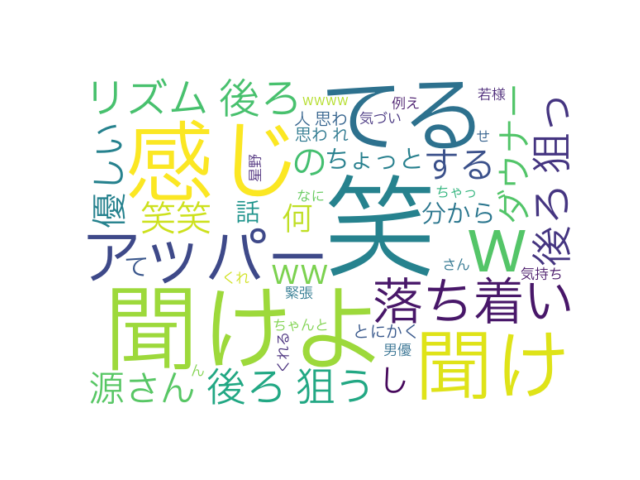 リズム 後ろ
wwww
例え
若様
てる
人 思わ
気づい
思わ れ
感じ
星野
の
ちょっと
する
優しい
ダウナー
後ろ 狙っ
せ
笑笑
話
なに
何
笑
ちゃっ
分から
w
アッパー
て
ww
くれ
緊張
さん
気持ち
落ち着い
聞けよ
ちゃんと
とにかく
聞け
くれる
男優
ん
源さん
後ろ 狙う
し